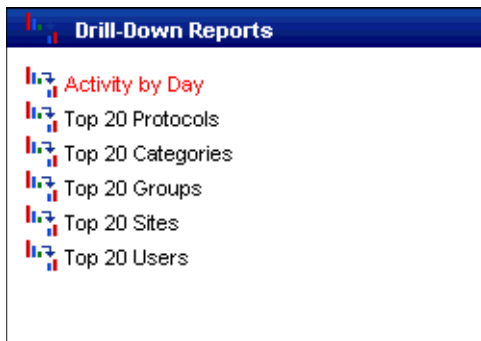 Drill-Down Reports
Activity by Day
Top 20 Protocols
Top 20 Categories
Top 20 Groups
Top 20 Sites
Top 20 Users